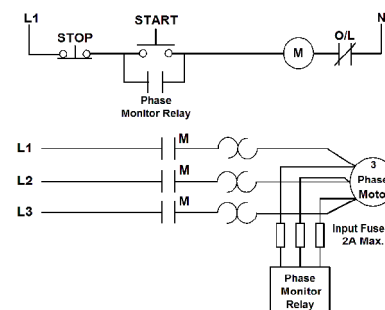 L1
START
N
STOP
O/L
M
Phase
Monitor Relay
L1
M
L2
M
L3
M
3
Phase
Moto
Input Fuse
2A Max.
Phase
Monitor
Relay